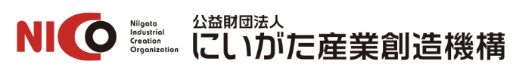 NICO
Niigata
Industrial
Creation
Organization
公益財団法人
にいがた産業創造機構